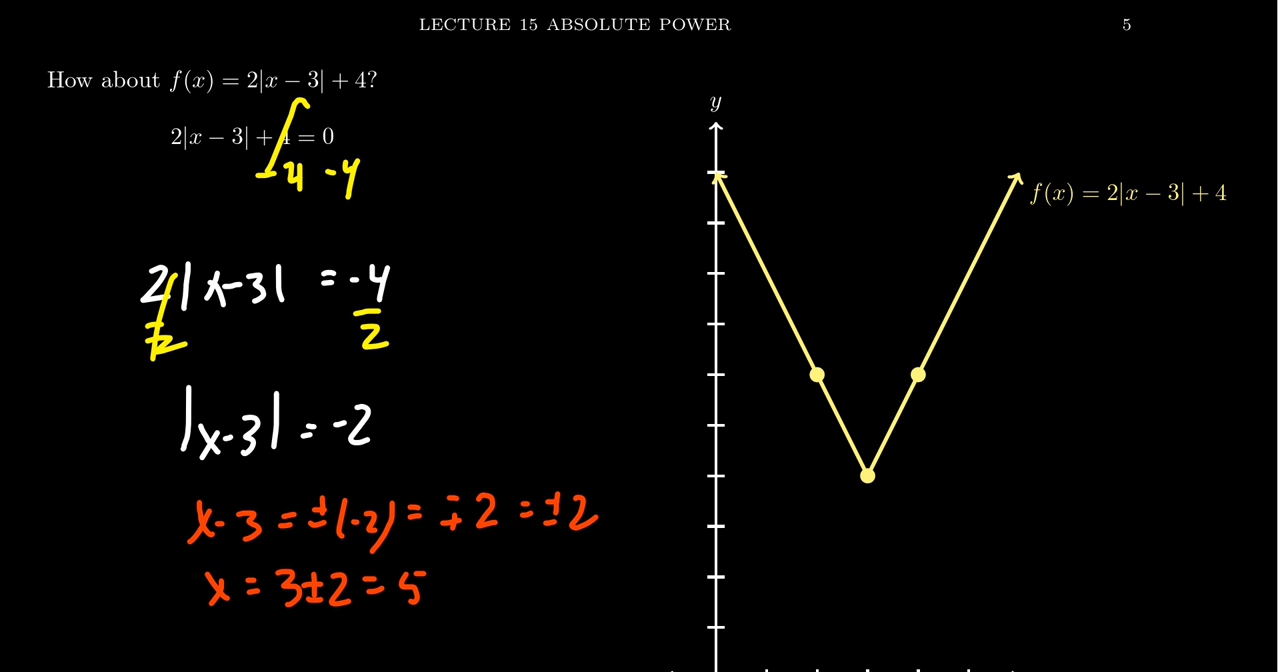 LECTURE 15 ABSOLUTE POWER
5
How about f(x) = 2|x − 3| + 4?
2|x − 3| + 4 = 0
-4 -4
2|x-3| = -4
÷2 2
|x-3| = -2
x-3 = ±(-2) = ∓2 = ±2
x = 3±2 = 5
y
f(x) = 2|x − 3| + 4